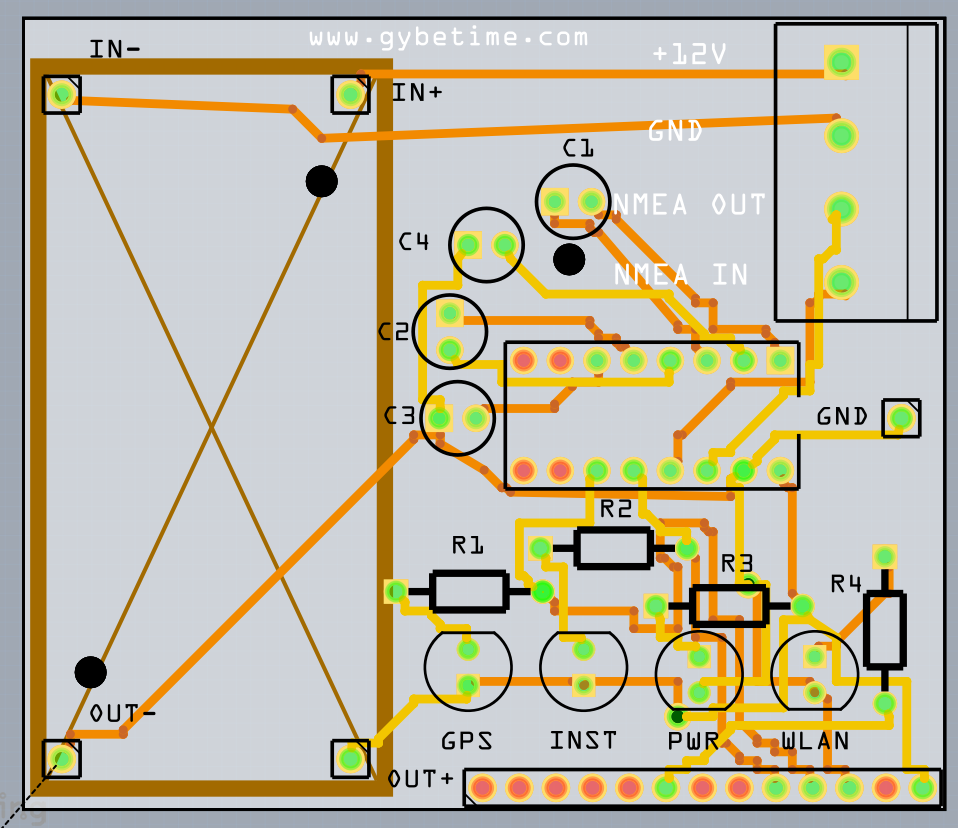 www.gybetime.com
IN-
+12V
IN+
GND
C1
NMEA OUT
C4
NMEA IN
C2
C3
GND
R2
R1
R3
R4
OUT-
GPS
INST
PWR
WLAN
OUT+
ing